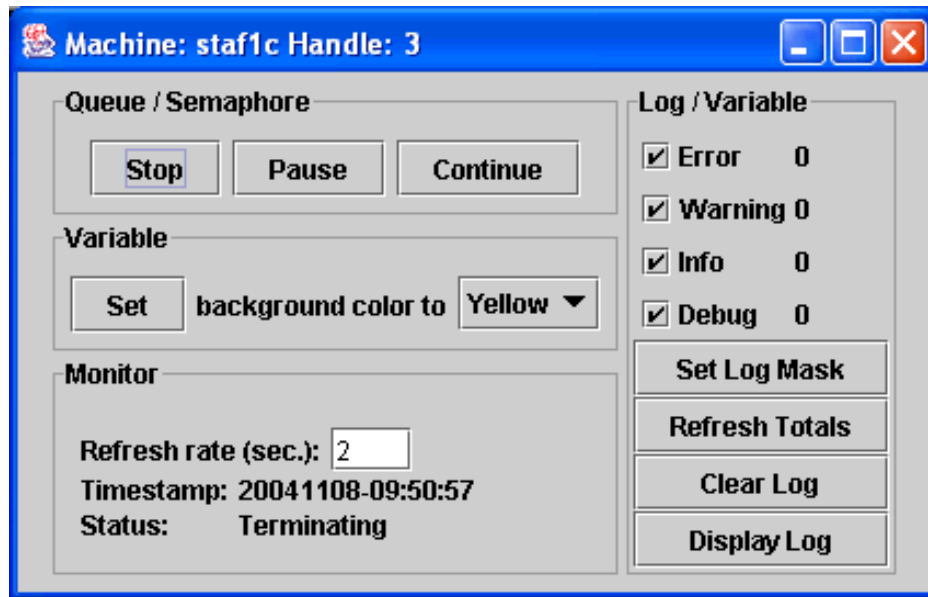 Machine: staf1c Handle: 3
Queue / Semaphore
Stop Pause Continue
Variable
Set background color to Yellow
Monitor
Refresh rate (sec.): 2
Timestamp: 20041108-09:50:57
Status: Terminating
Log / Variable
Error 0
Warning 0
Info 0
Debug 0
Set Log Mask
Refresh Totals
Clear Log
Display Log